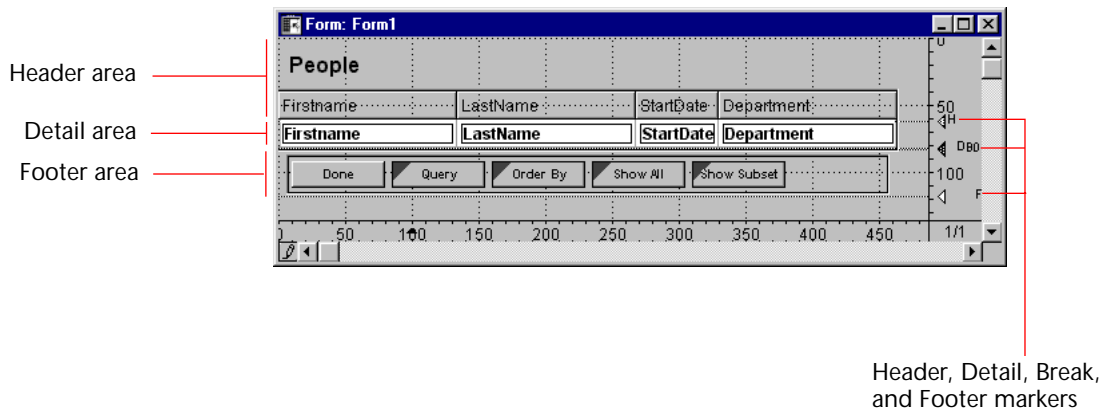 Form: Form1
Header area
People
0
Firstname LastName StartDate Department
50
H
Detail area
Firstname LastName StartDate Department
D B0
Footer area
Done Query Order By Show All Show Subset
100
F
0 50 100 150 200 250 300 350 400 450 1/1
Header, Detail, Break,
and Footer markers